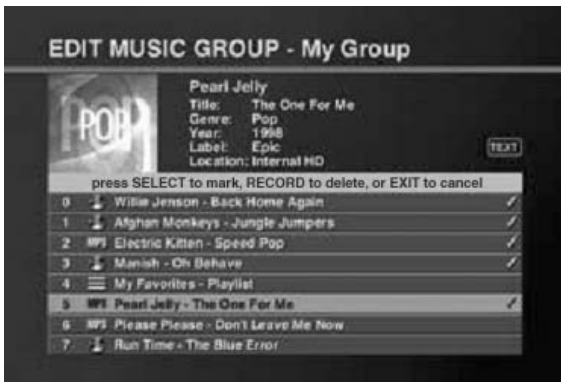 EDIT MUSIC GROUP - My Group
POP
Pearl Jelly
Title: The One For Me
Genre: Pop
Year: 1998
Label: Epic
Location: Internal HD
TEXT
press SELECT to mark, RECORD to delete, or EXIT to cancel
0 Willie Jenson - Back Home Again ✓
1 Afghan Monkeys - Jungle Jumpers ✓
2 MP3 Electric Kitten - Speed Pop ✓
3 Manish - Oh Behave ✓
4 My Favorites - Playlist
5 MP3 Pearl Jelly - The One For Me ✓
6 MP3 Please Please - Don't Leave Me Now
7 Run Time - The Blue Error